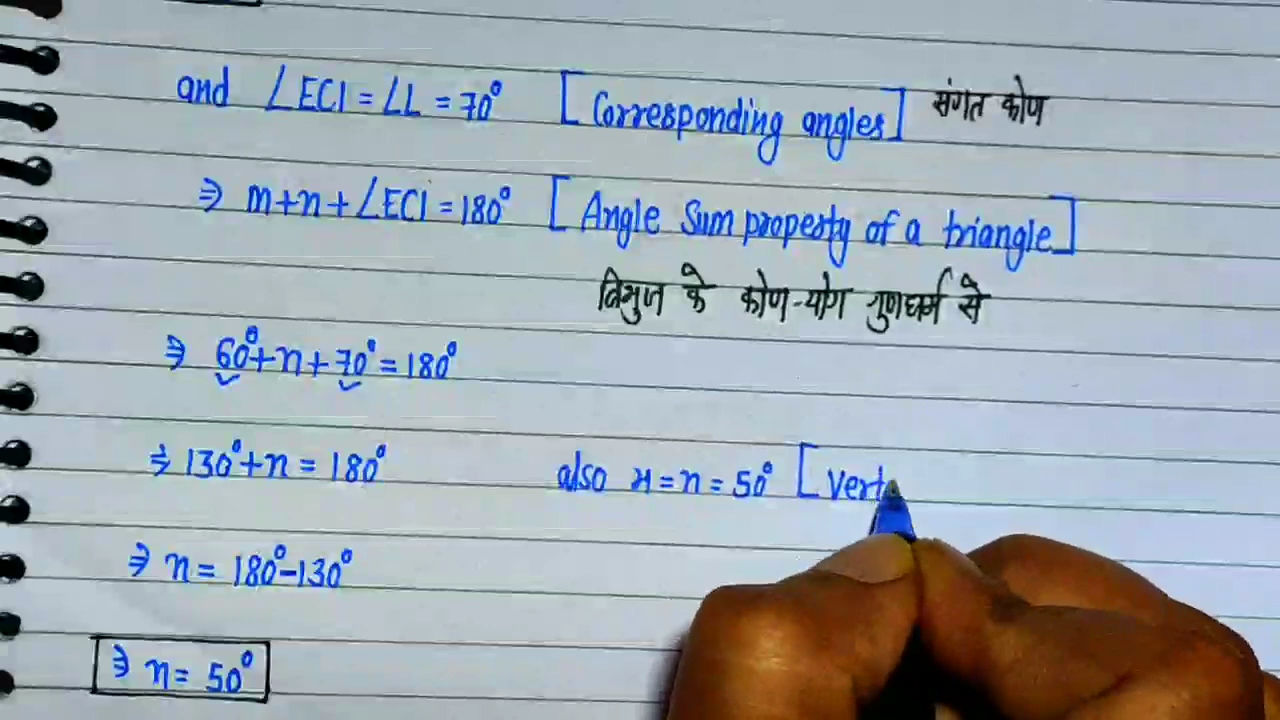 and ∠ECI = ∠L = 70° [Corresponding angles] संगत कोण
⇒ m+n+∠ECI = 180° [Angle Sum property of a triangle]
त्रिभुज के कोण-योग गुणधर्म से
⇒ 60°+n+70° = 180°
⇒ 130°+n = 180°
also x = n = 50° [Vert
⇒ n = 180°-130°
⇒ n = 50°